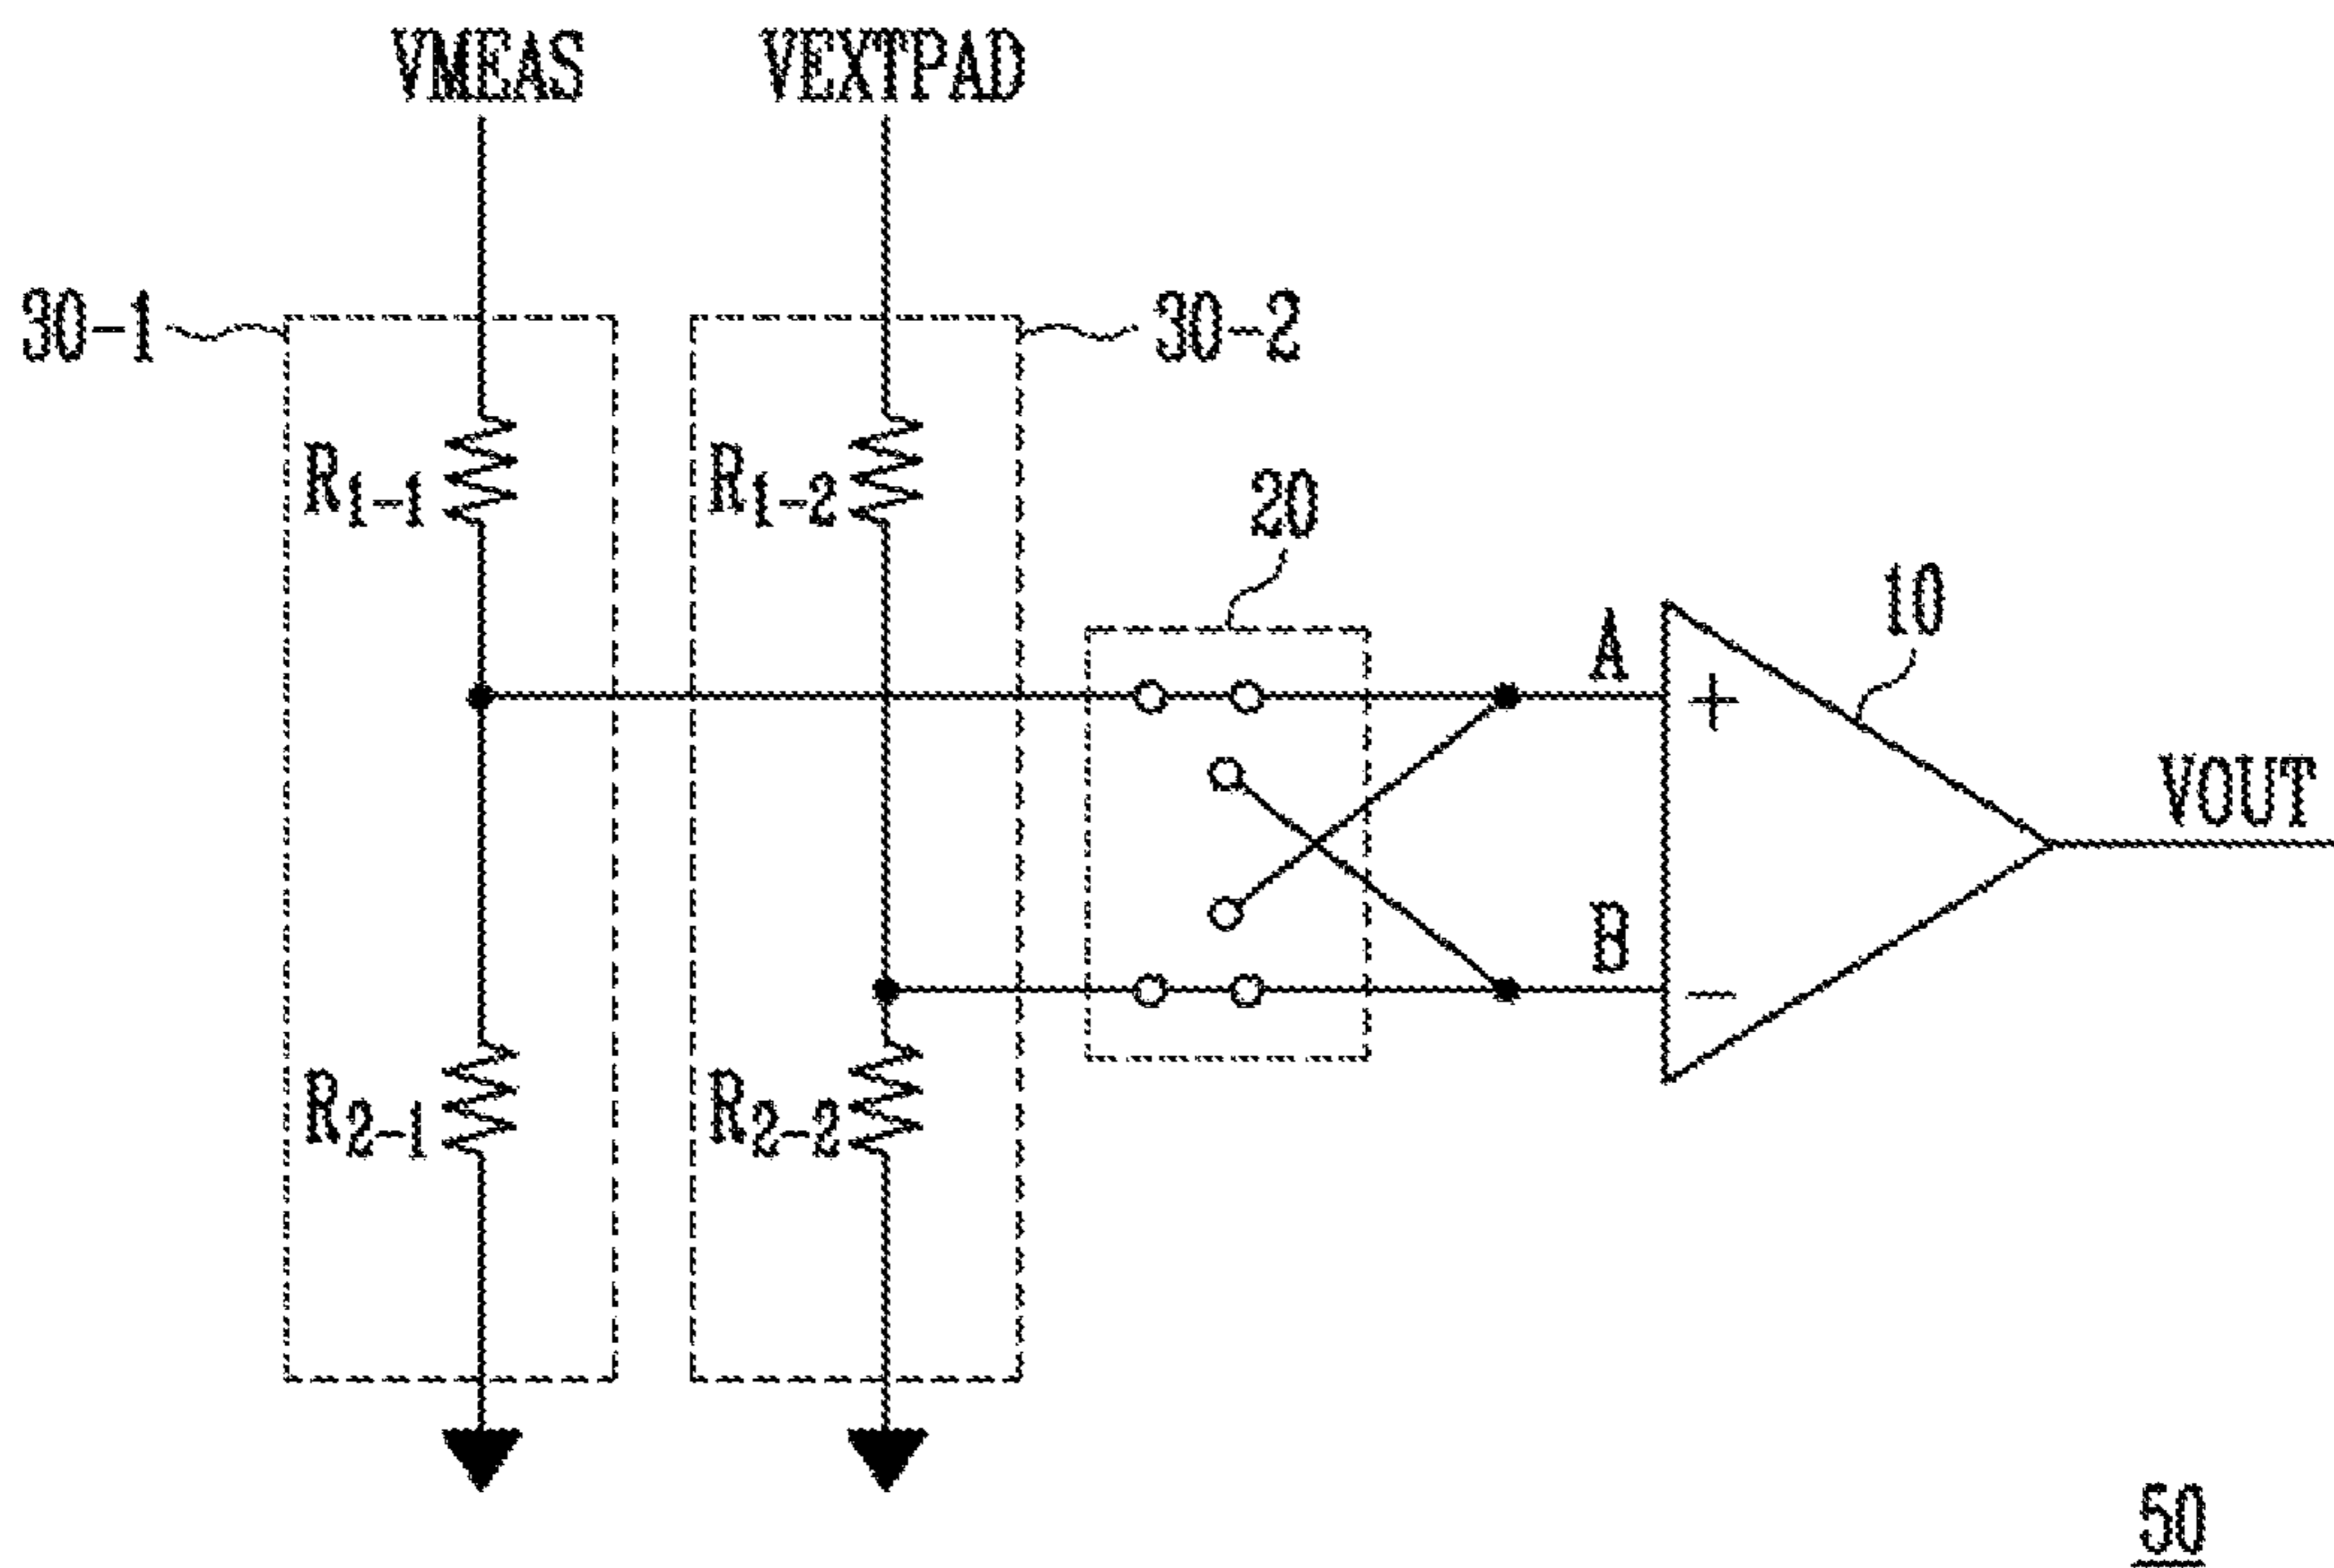 VMEAS VEXTPAD
30-1 30-2
R1-1 R1-2
20
10
A
+
VOUT
B
−
R2-1 R2-2
50